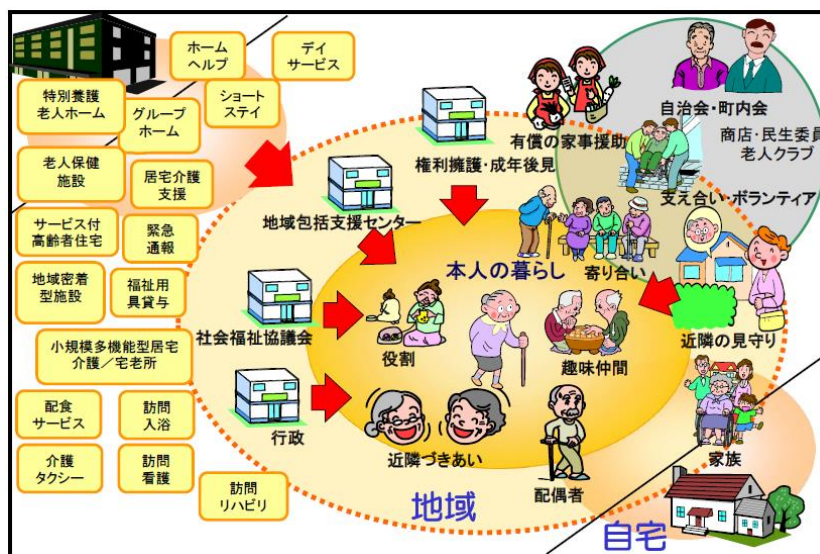 ホーム
ヘルプ
デイ
サービス
特別養護
老人ホーム
グループ
ホーム
ショート
ステイ
老人保健
施設
居宅介護
支援
サービス付
高齢者住宅
緊急
通報
地域密着
型施設
福祉用
具貸与
小規模多機能型居宅
介護／宅老所
配食
サービス
訪問
入浴
介護
タクシー
訪問
看護
訪問
リハビリ
有償の家事援助
権利擁護・成年後見
地域包括支援センター
社会福祉協議会
行政
自治会・町内会
商店・民生委員
老人クラブ
支え合い・ボランティア
寄り合い
近隣の見守り
本人の暮らし
役割
趣味仲間
近隣づきあい
配偶者
家族
地域
自宅